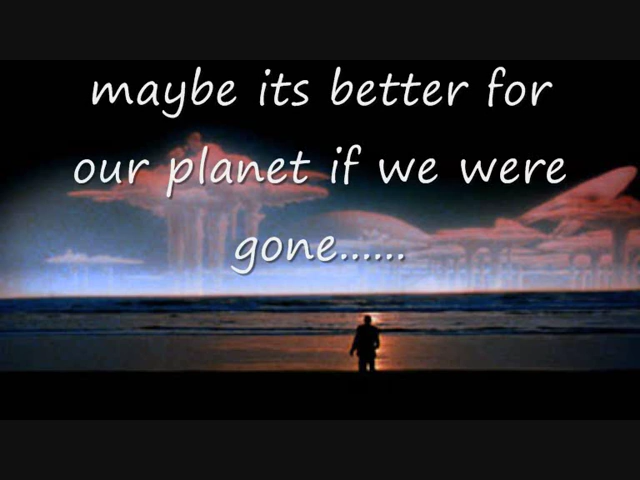 maybe its better for
our planet if we were
gone......